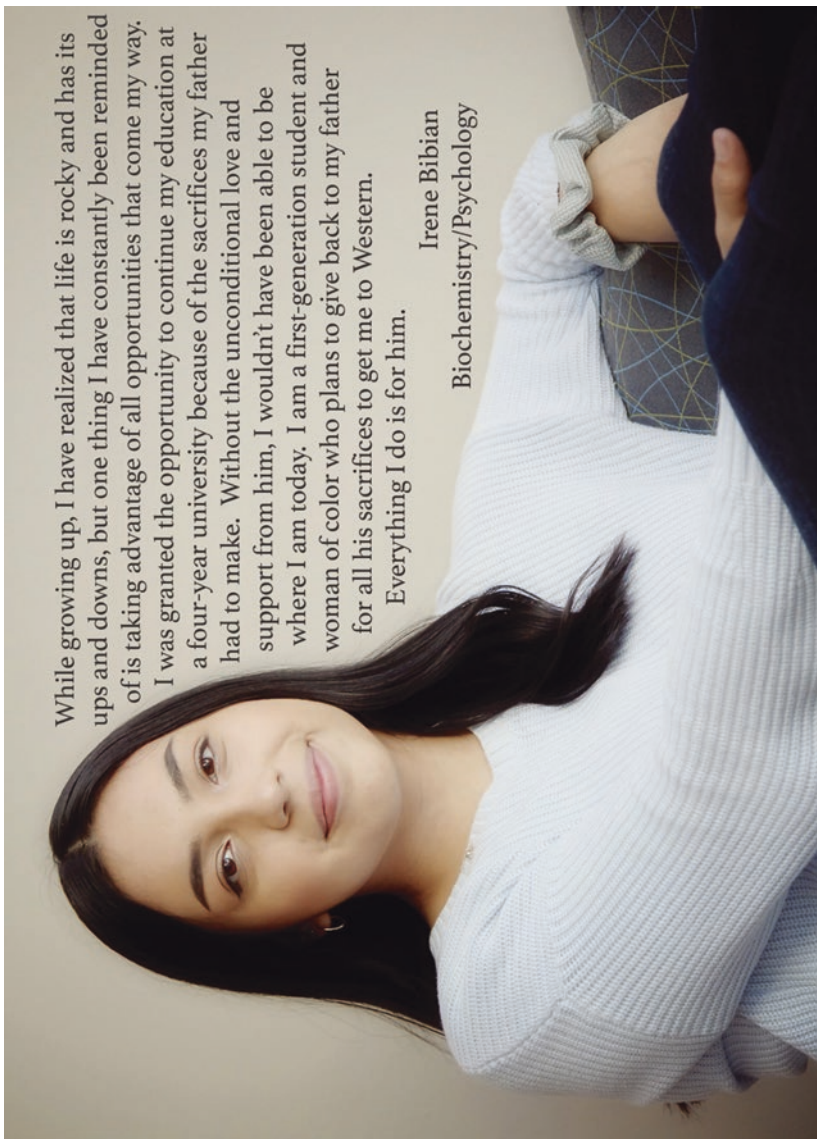 While growing up, I have realized that life is rocky and has its
ups and downs, but one thing I have constantly been reminded
of is taking advantage of all opportunities that come my way.
I was granted the opportunity to continue my education at
a four-year university because of the sacrifices my father
had to make.  Without the unconditional love and
support from him, I wouldn't have been able to be
where I am today.  I am a first-generation student and
woman of color who plans to give back to my father
for all his sacrifices to get me to Western.
Everything I do is for him.
Irene Bibian
Biochemistry/Psychology